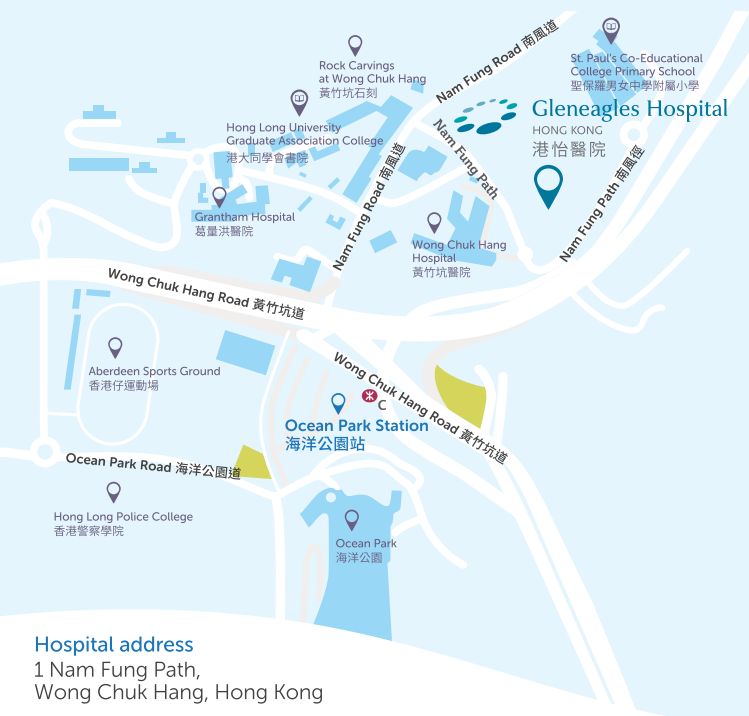 Nam Fung Road 南風道
Rock Carvings
at Wong Chuk Hang
黃竹坑石刻
St. Paul's Co-Educational
College Primary School
聖保羅男女中學附屬小學
Hong Long University
Graduate Association College
港大同學會書院
Gleneagles Hospital
HONG KONG
港怡醫院
Nam Fung Path
Nam Fung Road 南風道
Nam Fung Path 南風徑
Grantham Hospital
葛量洪醫院
Wong Chuk Hang
Hospital
黃竹坑醫院
Wong Chuk Hang Road 黃竹坑道
Aberdeen Sports Ground
香港仔運動場
Wong Chuk Hang Road 黃竹坑道
C
Ocean Park Station
海洋公園站
Ocean Park Road 海洋公園道
Hong Long Police College
香港警察學院
Ocean Park
海洋公園
Hospital address
1 Nam Fung Path,
Wong Chuk Hang, Hong Kong